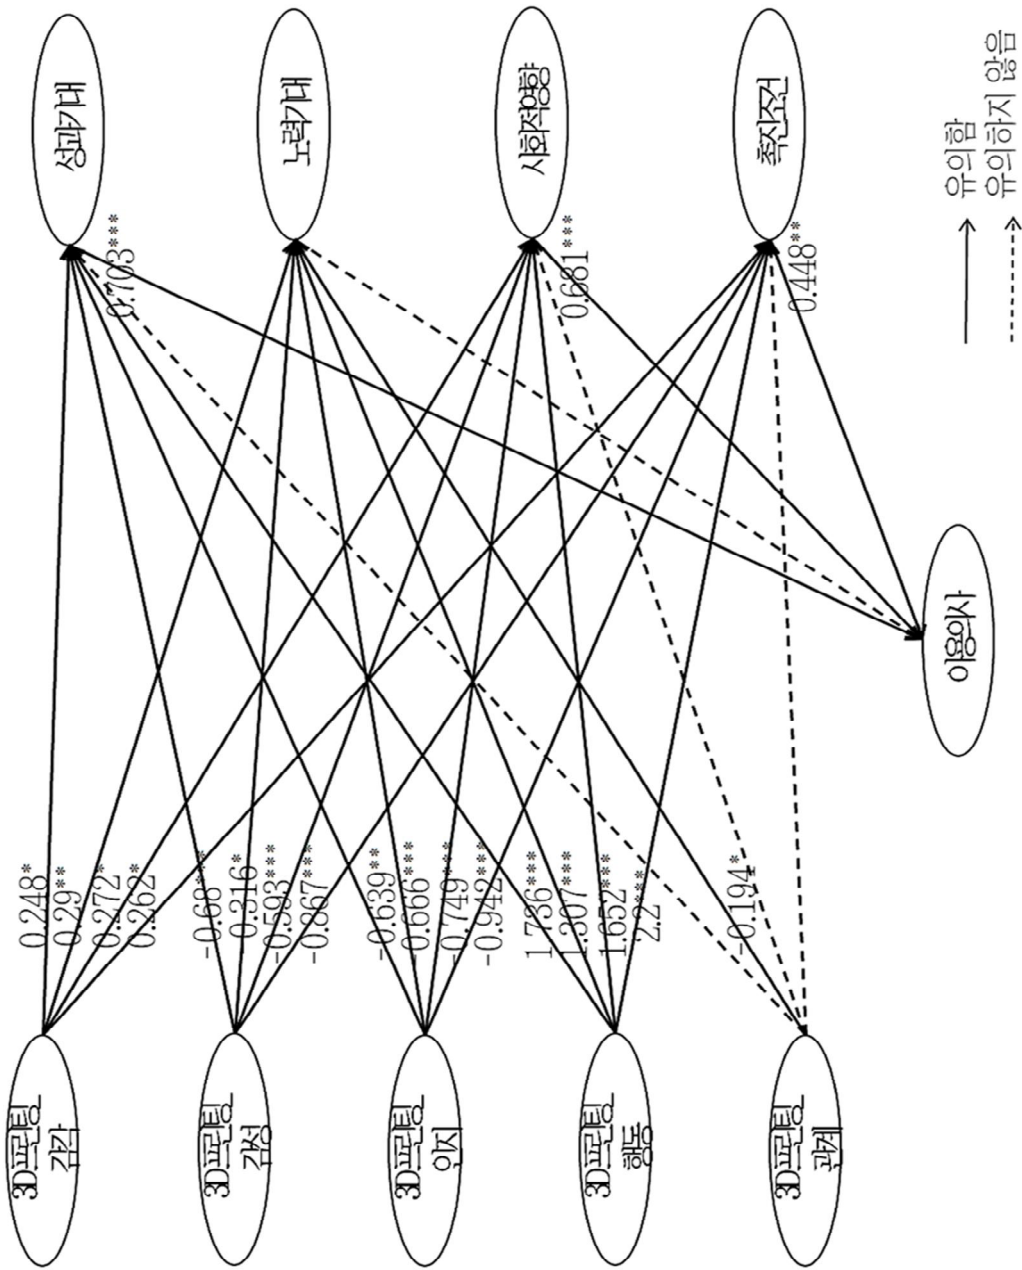 3D프린팅
감각
3D프린팅
감성
3D프린팅
인지
3D프린팅
행동
3D프린팅
관계
0.248*
0.29**
0.272*
0.262*
-0.68***
0.316*
-0.593***
-0.867***
-0.639**
-0.666***
-0.749***
-0.942***
1.736***
1.307***
1.652***
2.2***
-0.194*
성과기대
노력기대
사회적영향
촉진조건
0.703***
0.681***
0.448**
이용의사
유의함
유의하지 않음